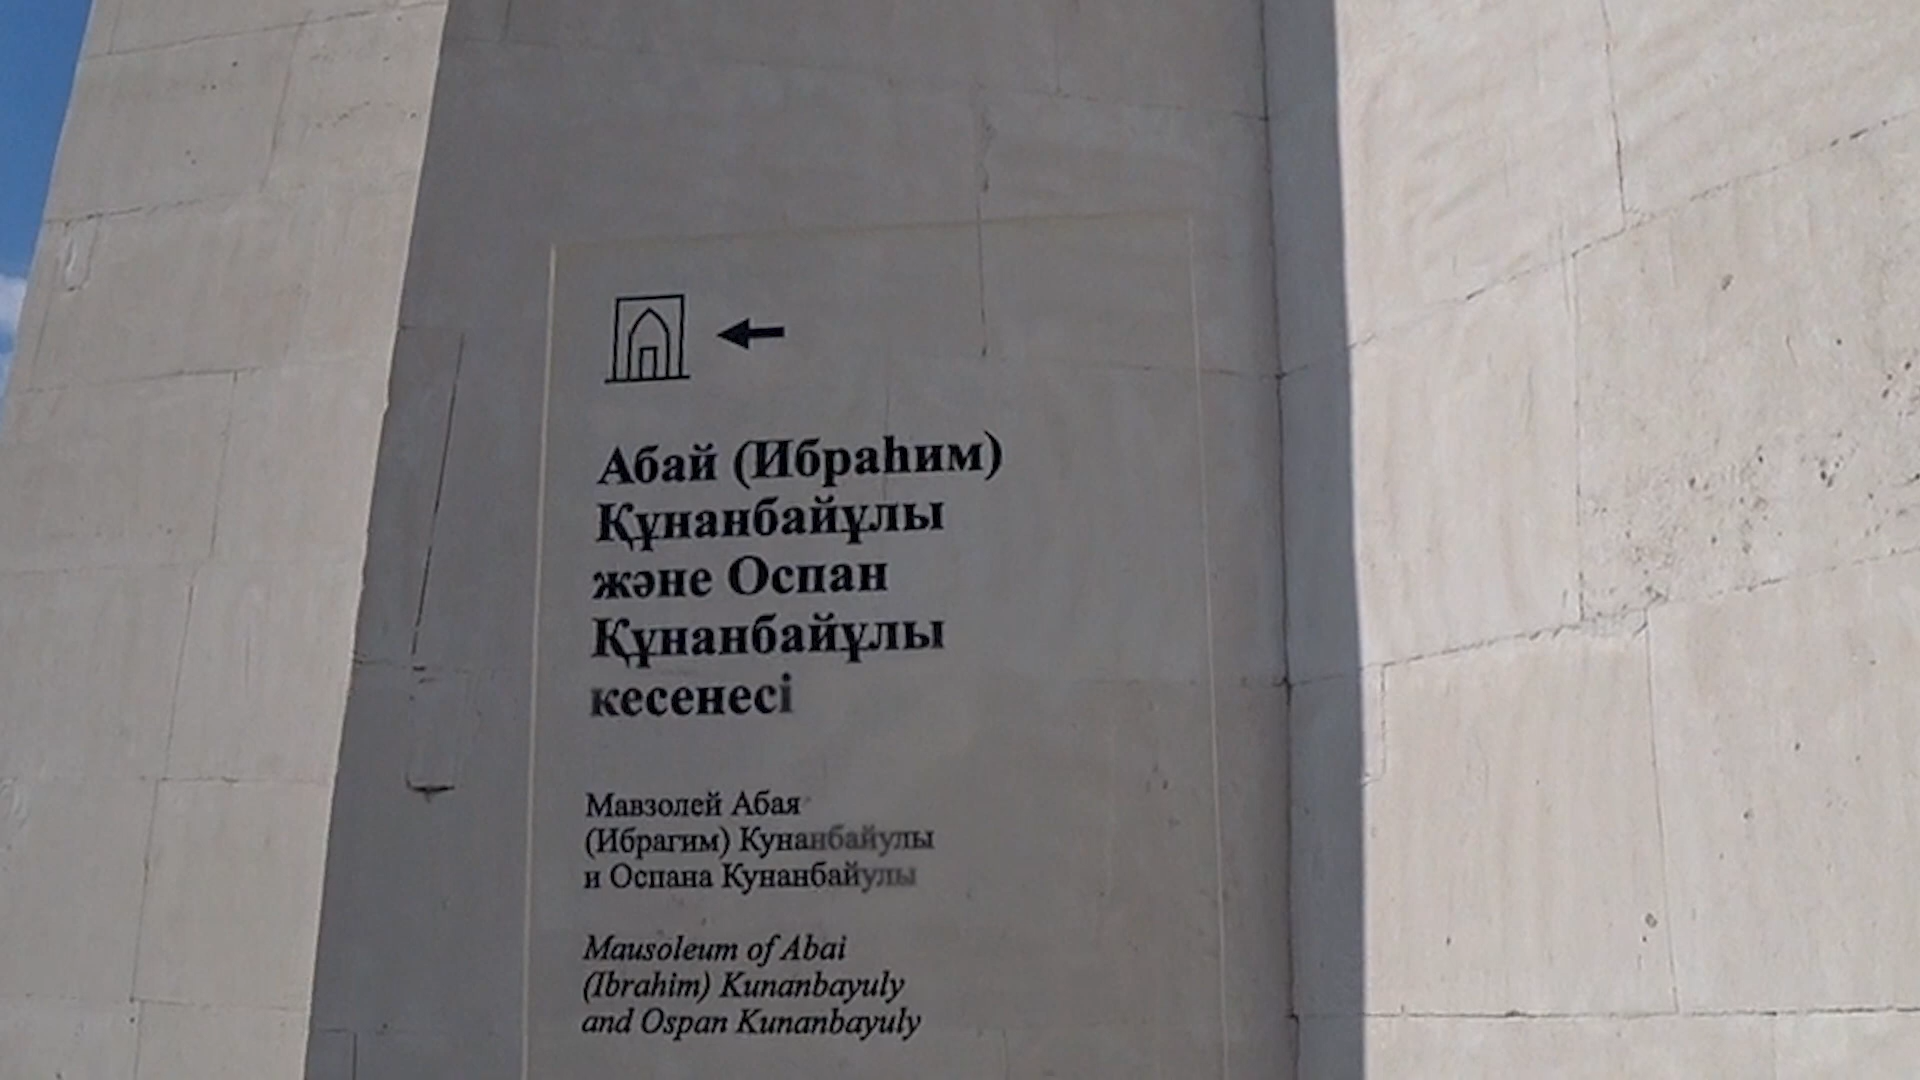 Абай (Ибраһим)
Құнанбайұлы
және Оспан
Құнанбайұлы
кесенесі
Мавзолей Абая
(Ибрагим) Кунанбайулы
и Оспана Кунанбайулы
Mausoleum of Abai
(Ibrahim) Kunanbayuly
and Ospan Kunanbayuly